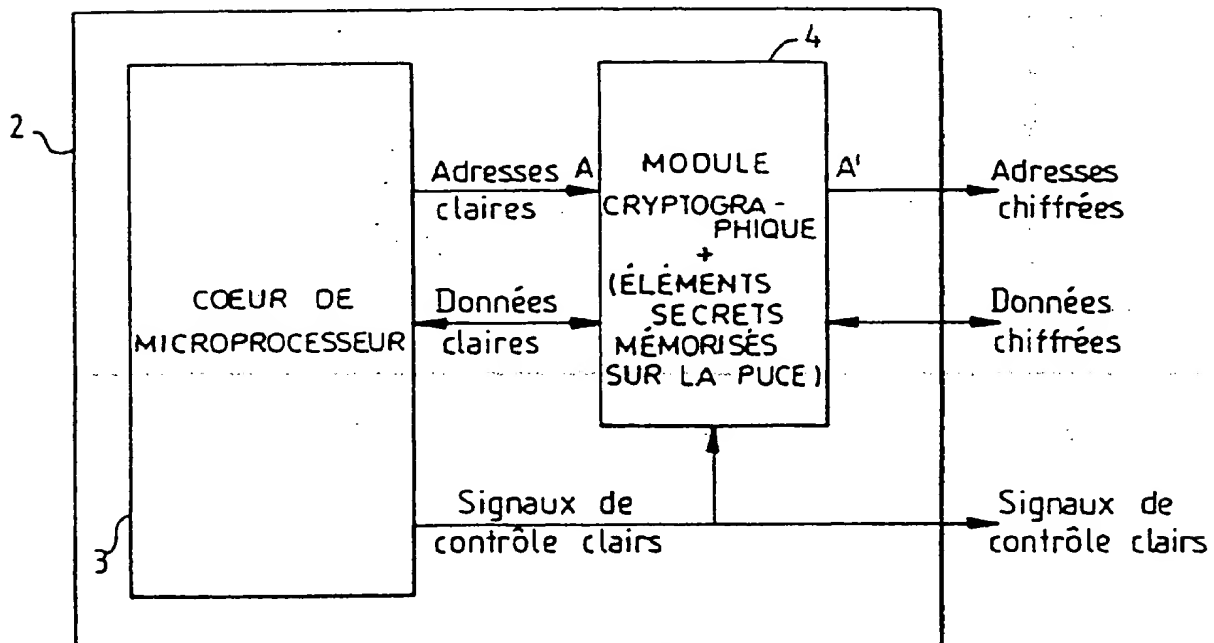 4
2
3
CŒUR DE
MICROPROCESSEUR
Adresses A
claires
Données
claires
Signaux de
contrôle clairs
MODULE
CRYPTOGRA-
PHIQUE
+
(ÉLÉMENTS
SECRETS
MÉMORISÉS
SUR LA PUCE)
A'
Adresses
chiffrées
Données
chiffrées
Signaux de
contrôle clairs